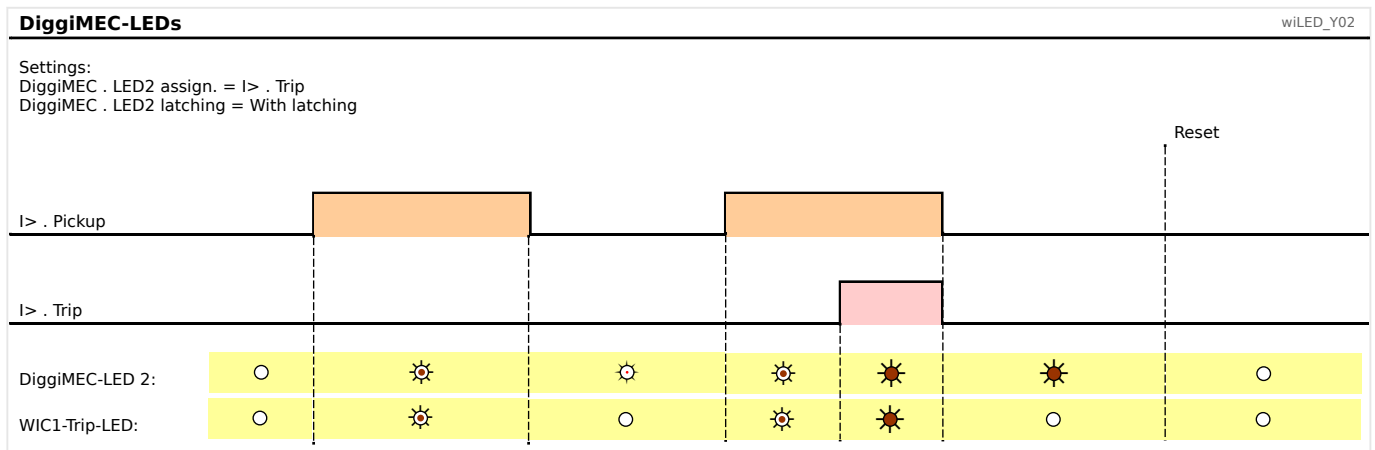 DiggiMEC-LEDs
wiLED_Y02
Settings:
DiggiMEC . LED2 assign. = I> . Trip
DiggiMEC . LED2 latching = With latching
Reset
I> . Pickup
I> . Trip
DiggiMEC-LED 2:
WIC1-Trip-LED: